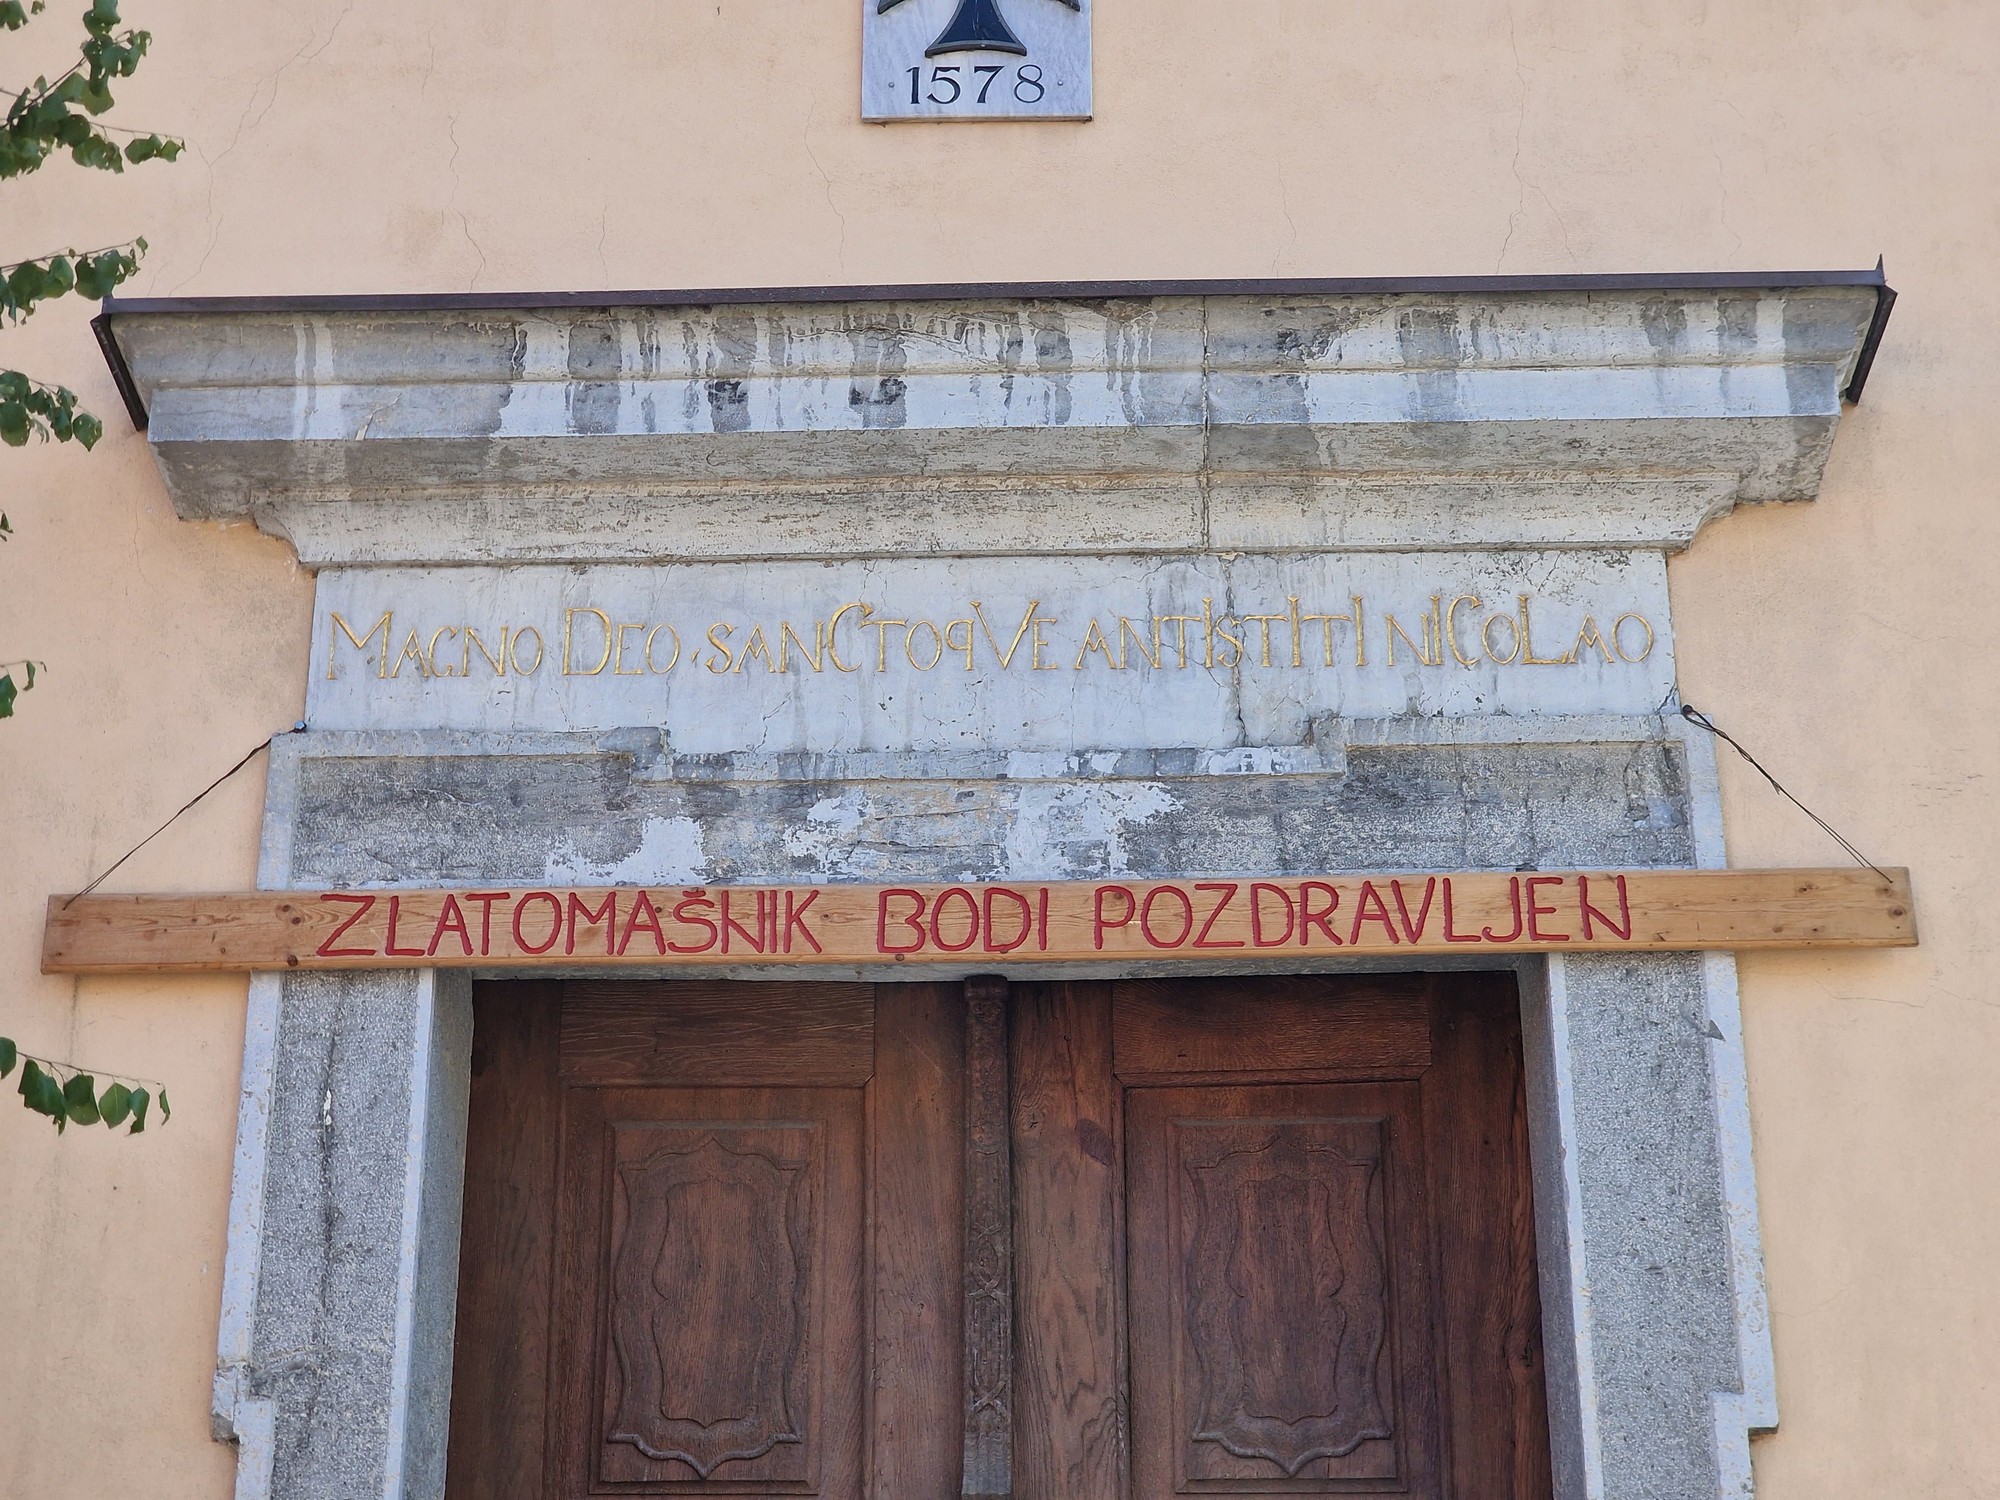 · 1578 ·
MAGNO DEO, SANCTOQVE ANTISTITI NICOLAO
ZLATOMAŠNIK BODI POZDRAVLJEN